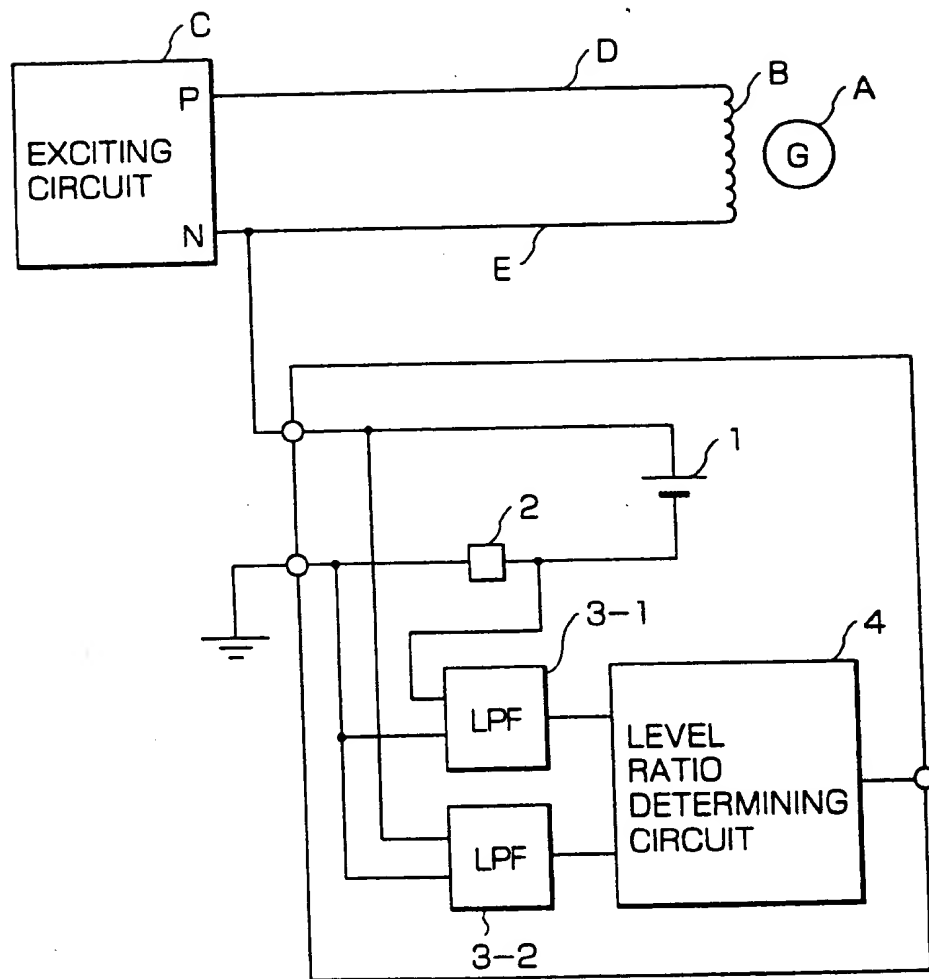 C
P
D
B
A
EXCITING
CIRCUIT
G
N
E
1
2
3-1
4
LPF
LEVEL
RATIO
DETERMINING
CIRCUIT
LPF
3-2